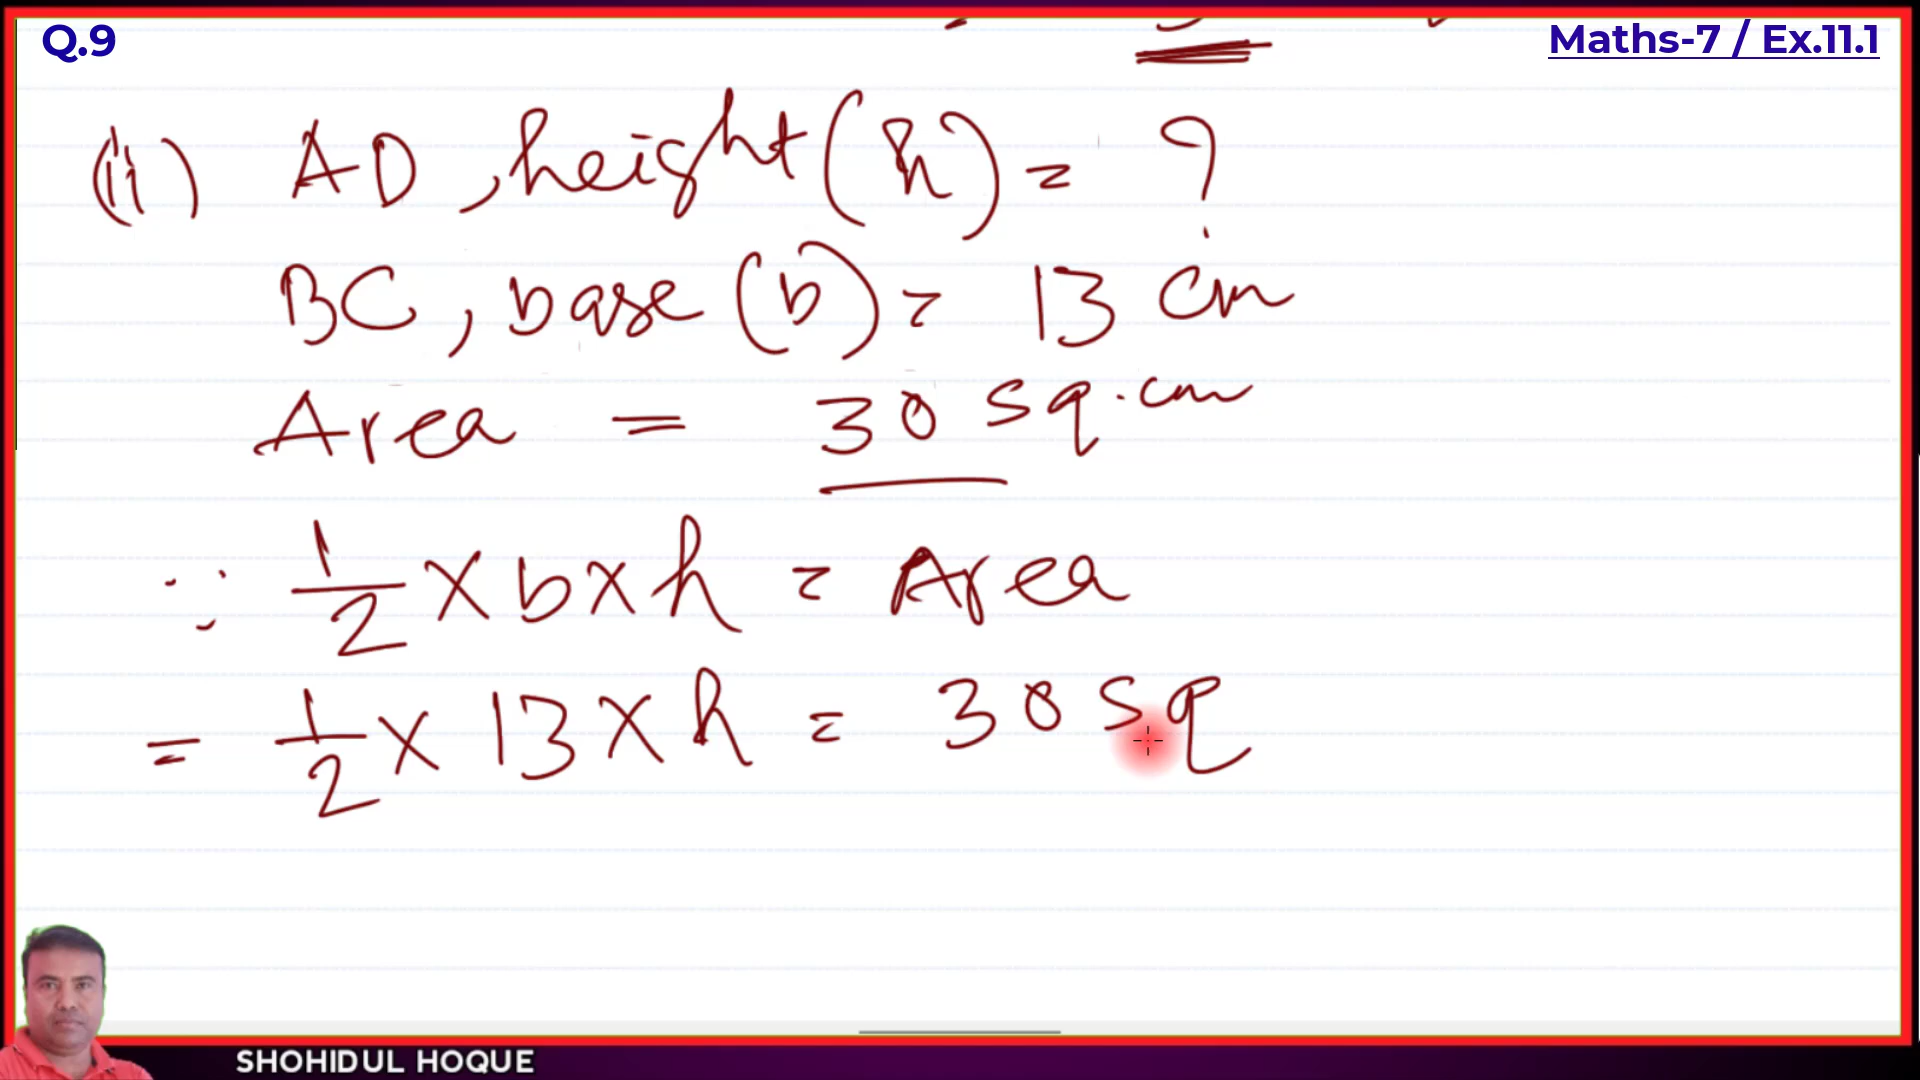 Q.9
Maths-7 / Ex.11.1
(ii) AD, height (h) = ?
BC, base (b) = 13 cm
Area = 30 sq.cm
∵ 1/2 × b × h = Area
= 1/2 × 13 × h = 30 sq
SHOHIDUL HOQUE